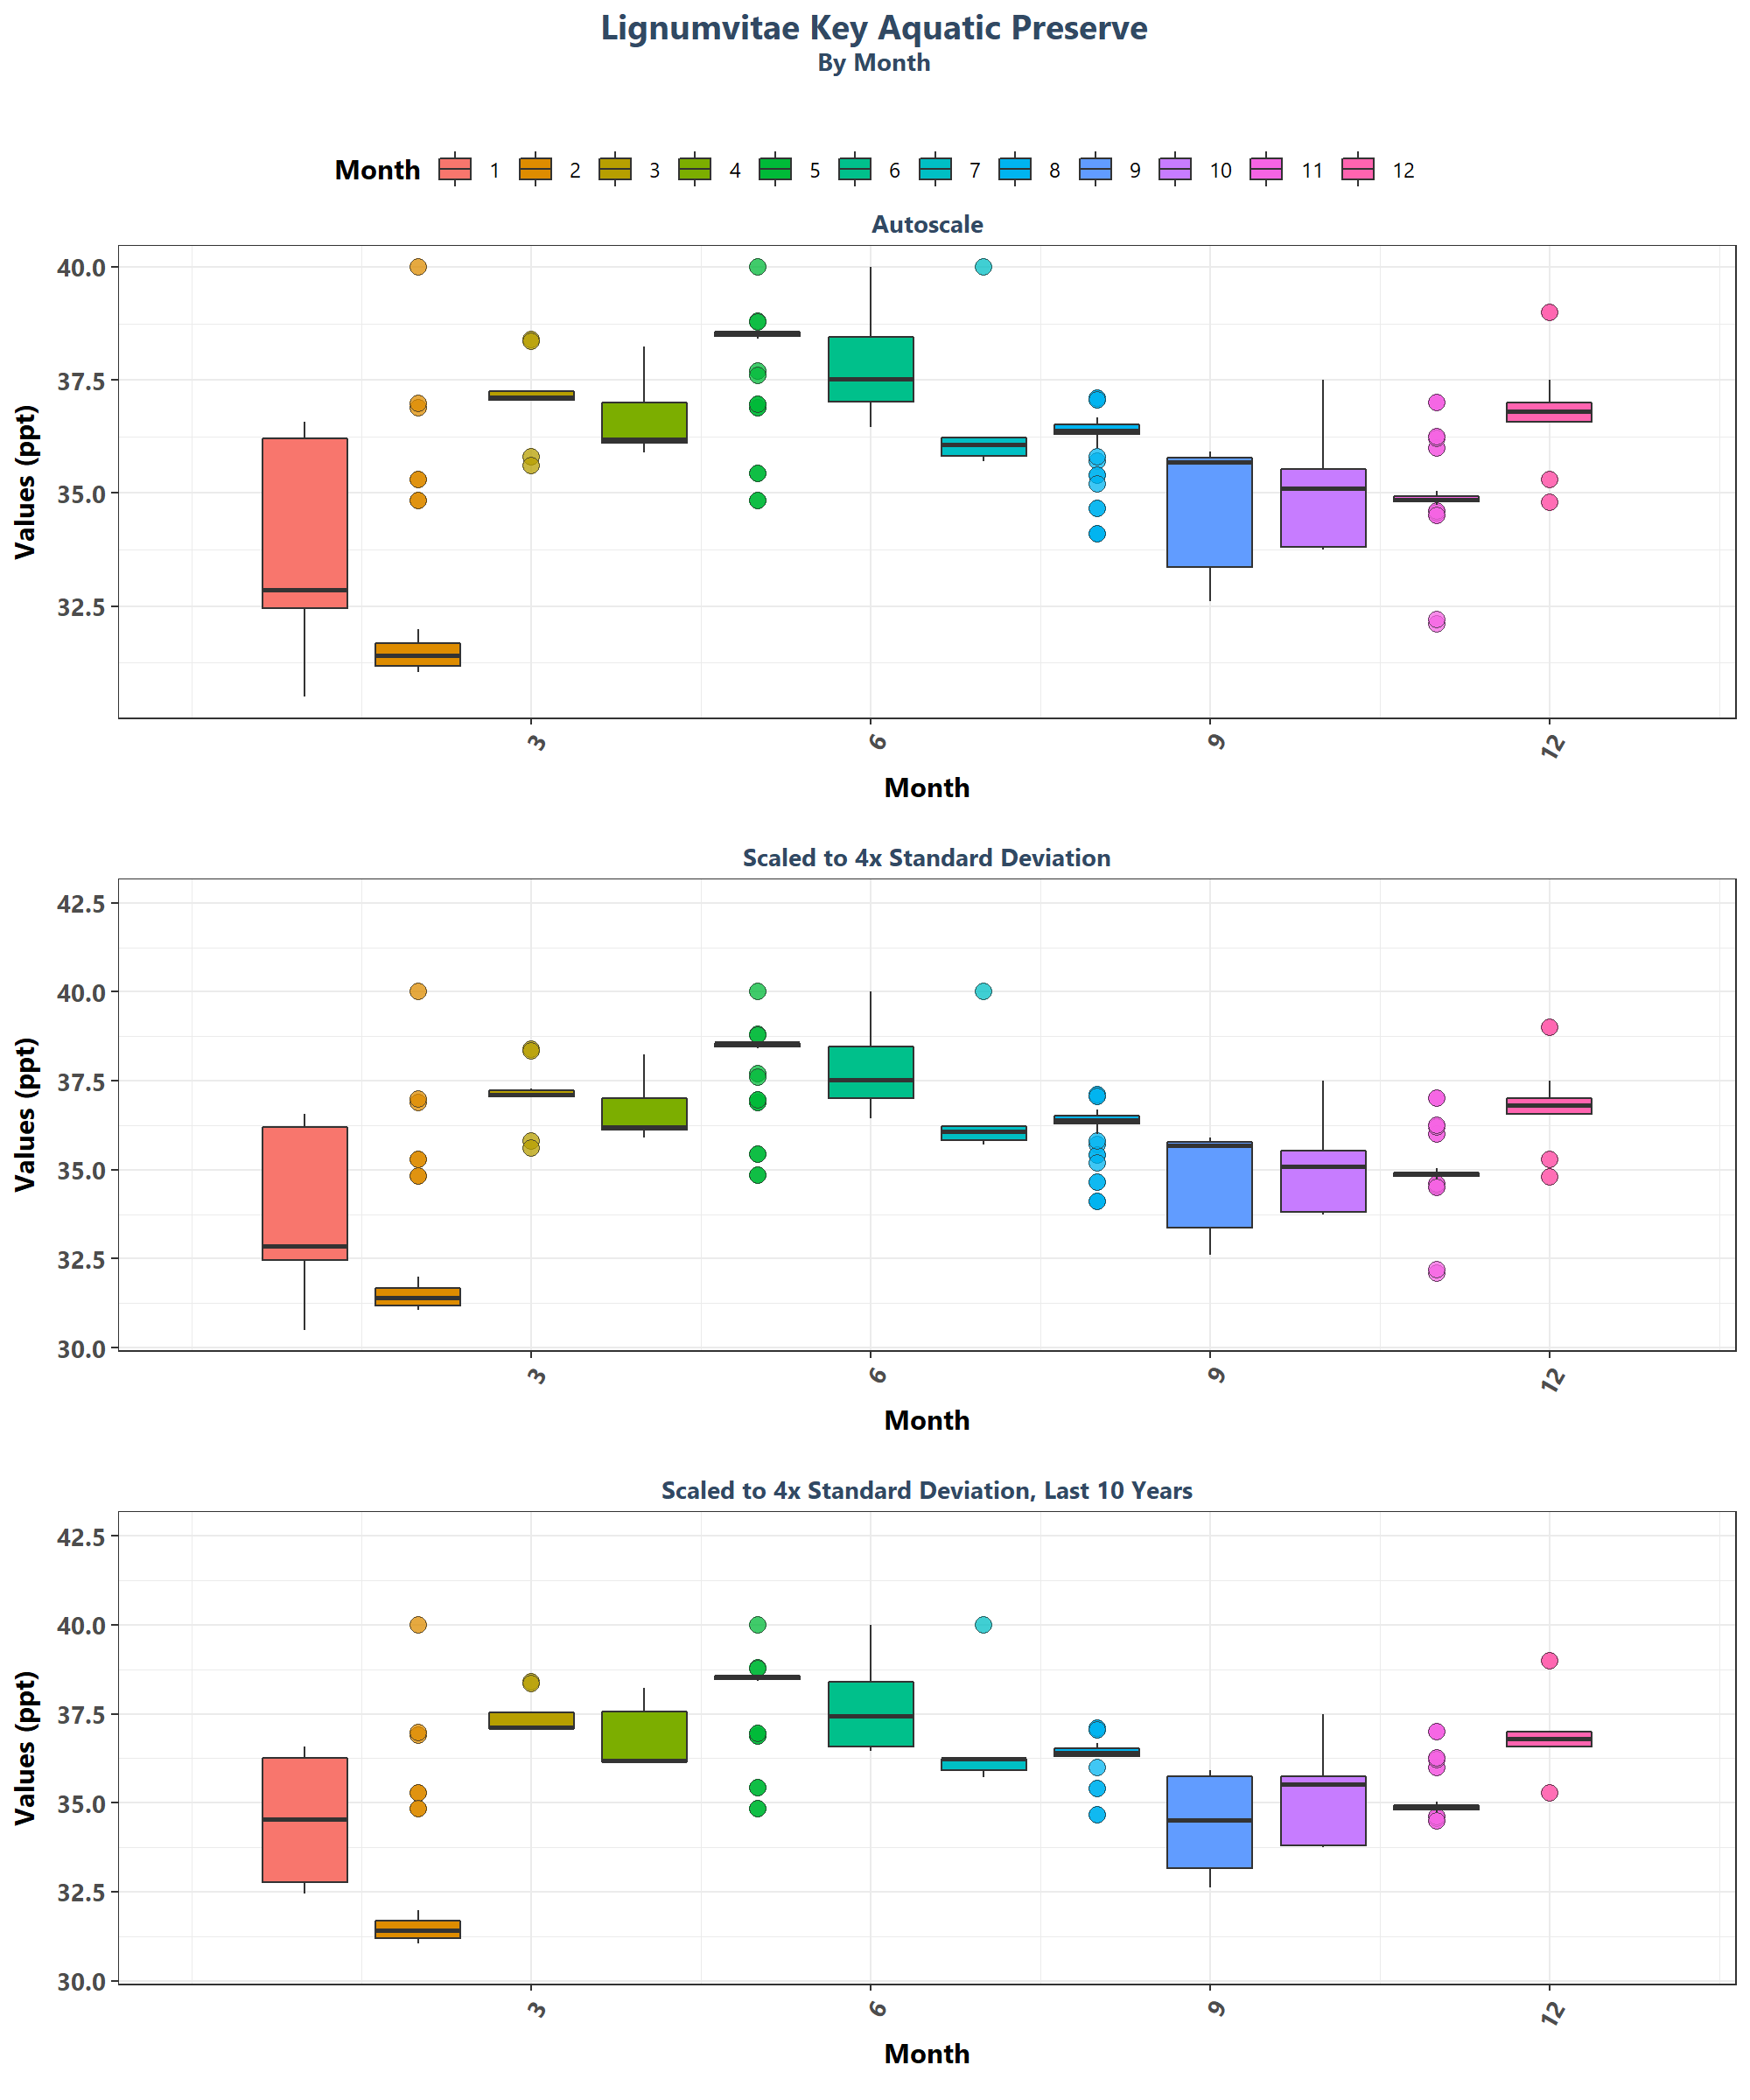 Lignumvitae Key Aquatic Preserve
By Month
Month 1 2 3 4 5 6 7 8 9 10 11 12
Autoscale
Values (ppt)
40.0
37.5
35.0
32.5
3 6 9 12
Month
Scaled to 4x Standard Deviation
Values (ppt)
42.5
40.0
37.5
35.0
32.5
30.0
3 6 9 12
Month
Scaled to 4x Standard Deviation, Last 10 Years
Values (ppt)
42.5
40.0
37.5
35.0
32.5
30.0
3 6 9 12
Month